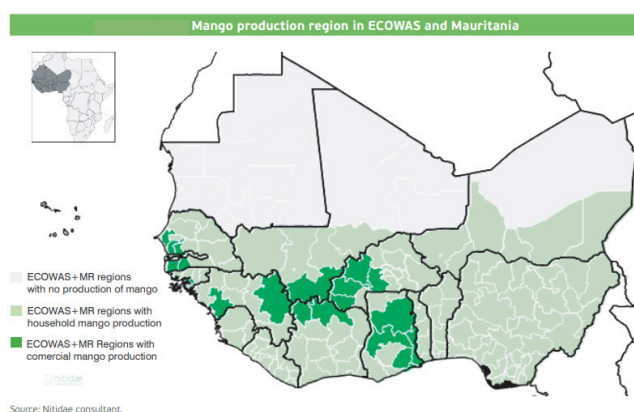 Mango production region in ECOWAS and Mauritania
ECOWAS+MR regions
with no production of mango
ECOWAS+MR regions with
household mango production
ECOWAS+MR Regions with
comercial mango production
nitidæ
Source: Nitidae consultant.